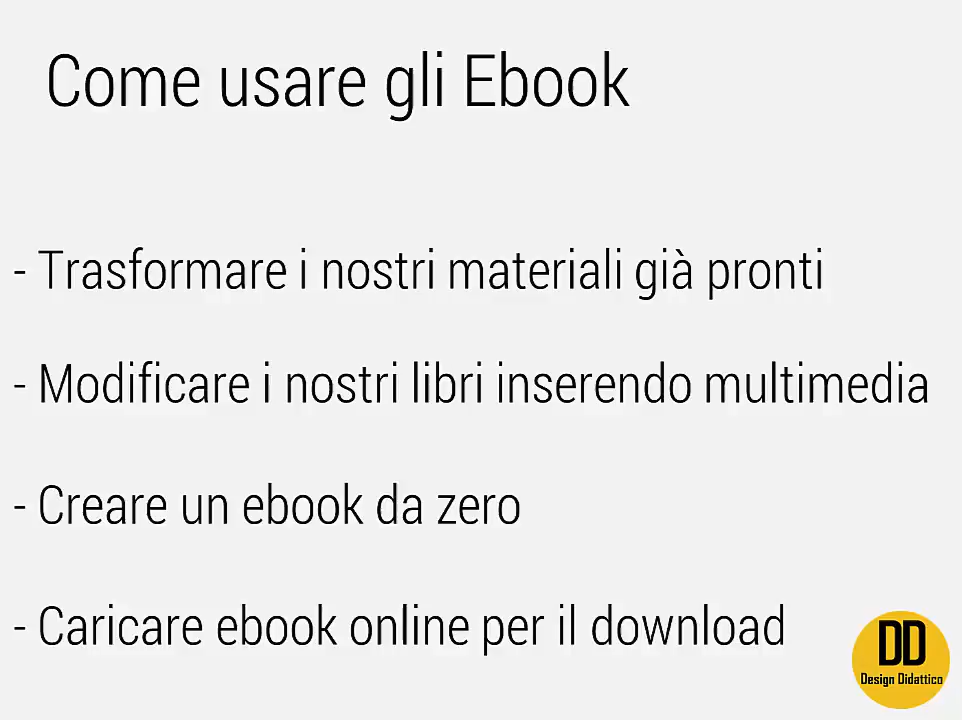 Come usare gli Ebook
- Trasformare i nostri materiali già pronti
- Modificare i nostri libri inserendo multimedia
- Creare un ebook da zero
- Caricare ebook online per il download
DD
Design Didattico